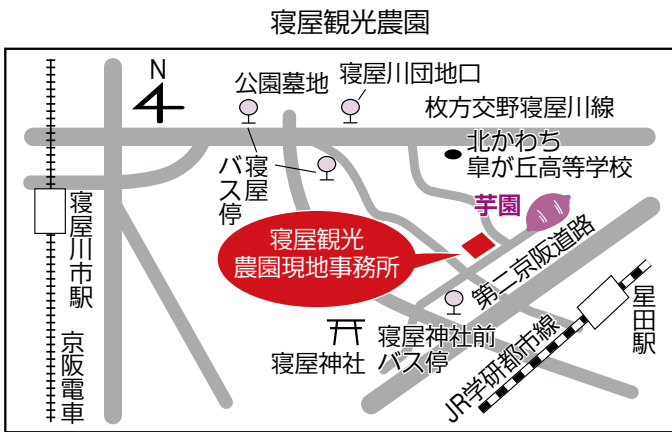 寝屋観光農園
N
公園墓地
寝屋川団地口
枚方交野寝屋川線
北かわち
皐が丘高等学校
寝屋
バス停
芋園
寝屋川市駅
寝屋観光
農園現地事務所
第二京阪道路
星田駅
寝屋神社
寝屋神社前
バス停
JR学研都市線
京阪電車